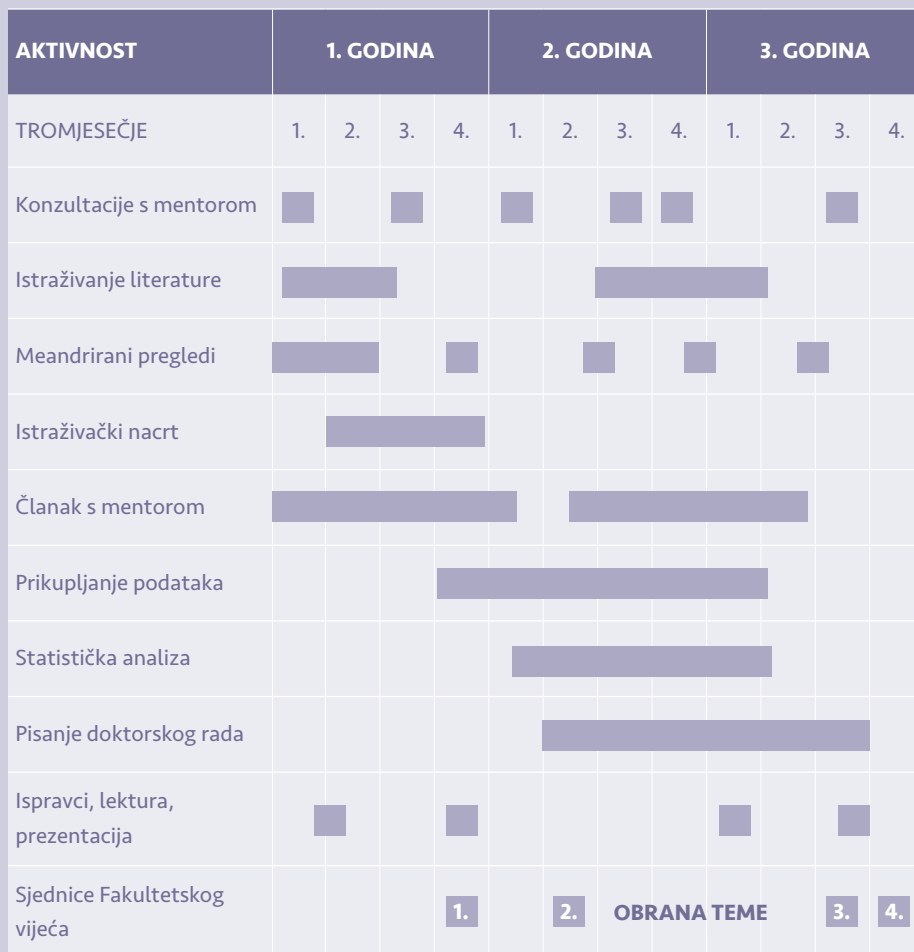 AKTIVNOST 1. GODINA 2. GODINA 3. GODINA
TROMJESEČJE 1. 2. 3. 4. 1. 2. 3. 4. 1. 2. 3. 4.
Konzultacije s mentorom
Istraživanje literature
Meandrirani pregledi
Istraživački nacrt
Članak s mentorom
Prikupljanje podataka
Statistička analiza
Pisanje doktorskog rada
Ispravci, lektura,
prezentacija
Sjednice Fakultetskog
vijeća
1. 2. OBRANA TEME 3. 4.